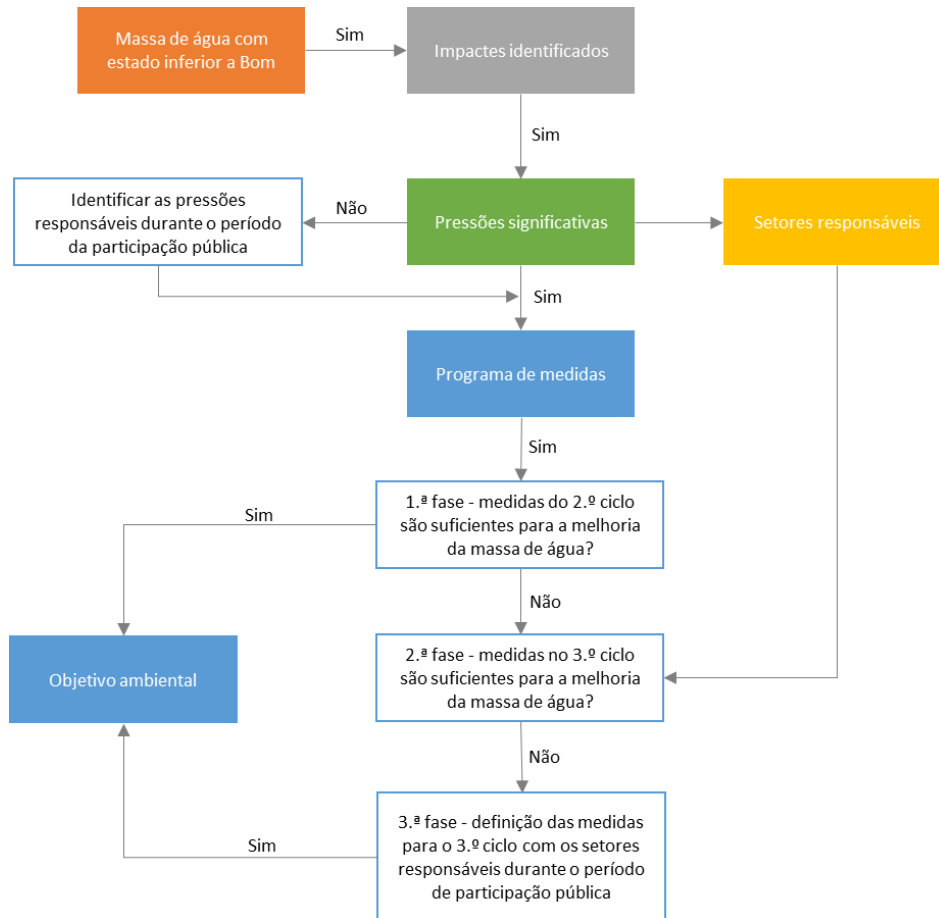 Massa de água com
estado inferior a Bom
Sim
Impactes identificados
Sim
Identificar as pressões
responsáveis durante o período
da participação pública
Não
Pressões significativas
Setores responsáveis
Sim
Programa de medidas
Sim
1.ª fase - medidas do 2.º ciclo
são suficientes para a melhoria
da massa de água?
Sim
Não
Objetivo ambiental
2.ª fase - medidas no 3.º ciclo
são suficientes para a melhoria
da massa de água?
Não
3.ª fase - definição das medidas
para o 3.º ciclo com os setores
responsáveis durante o período
de participação pública
Sim